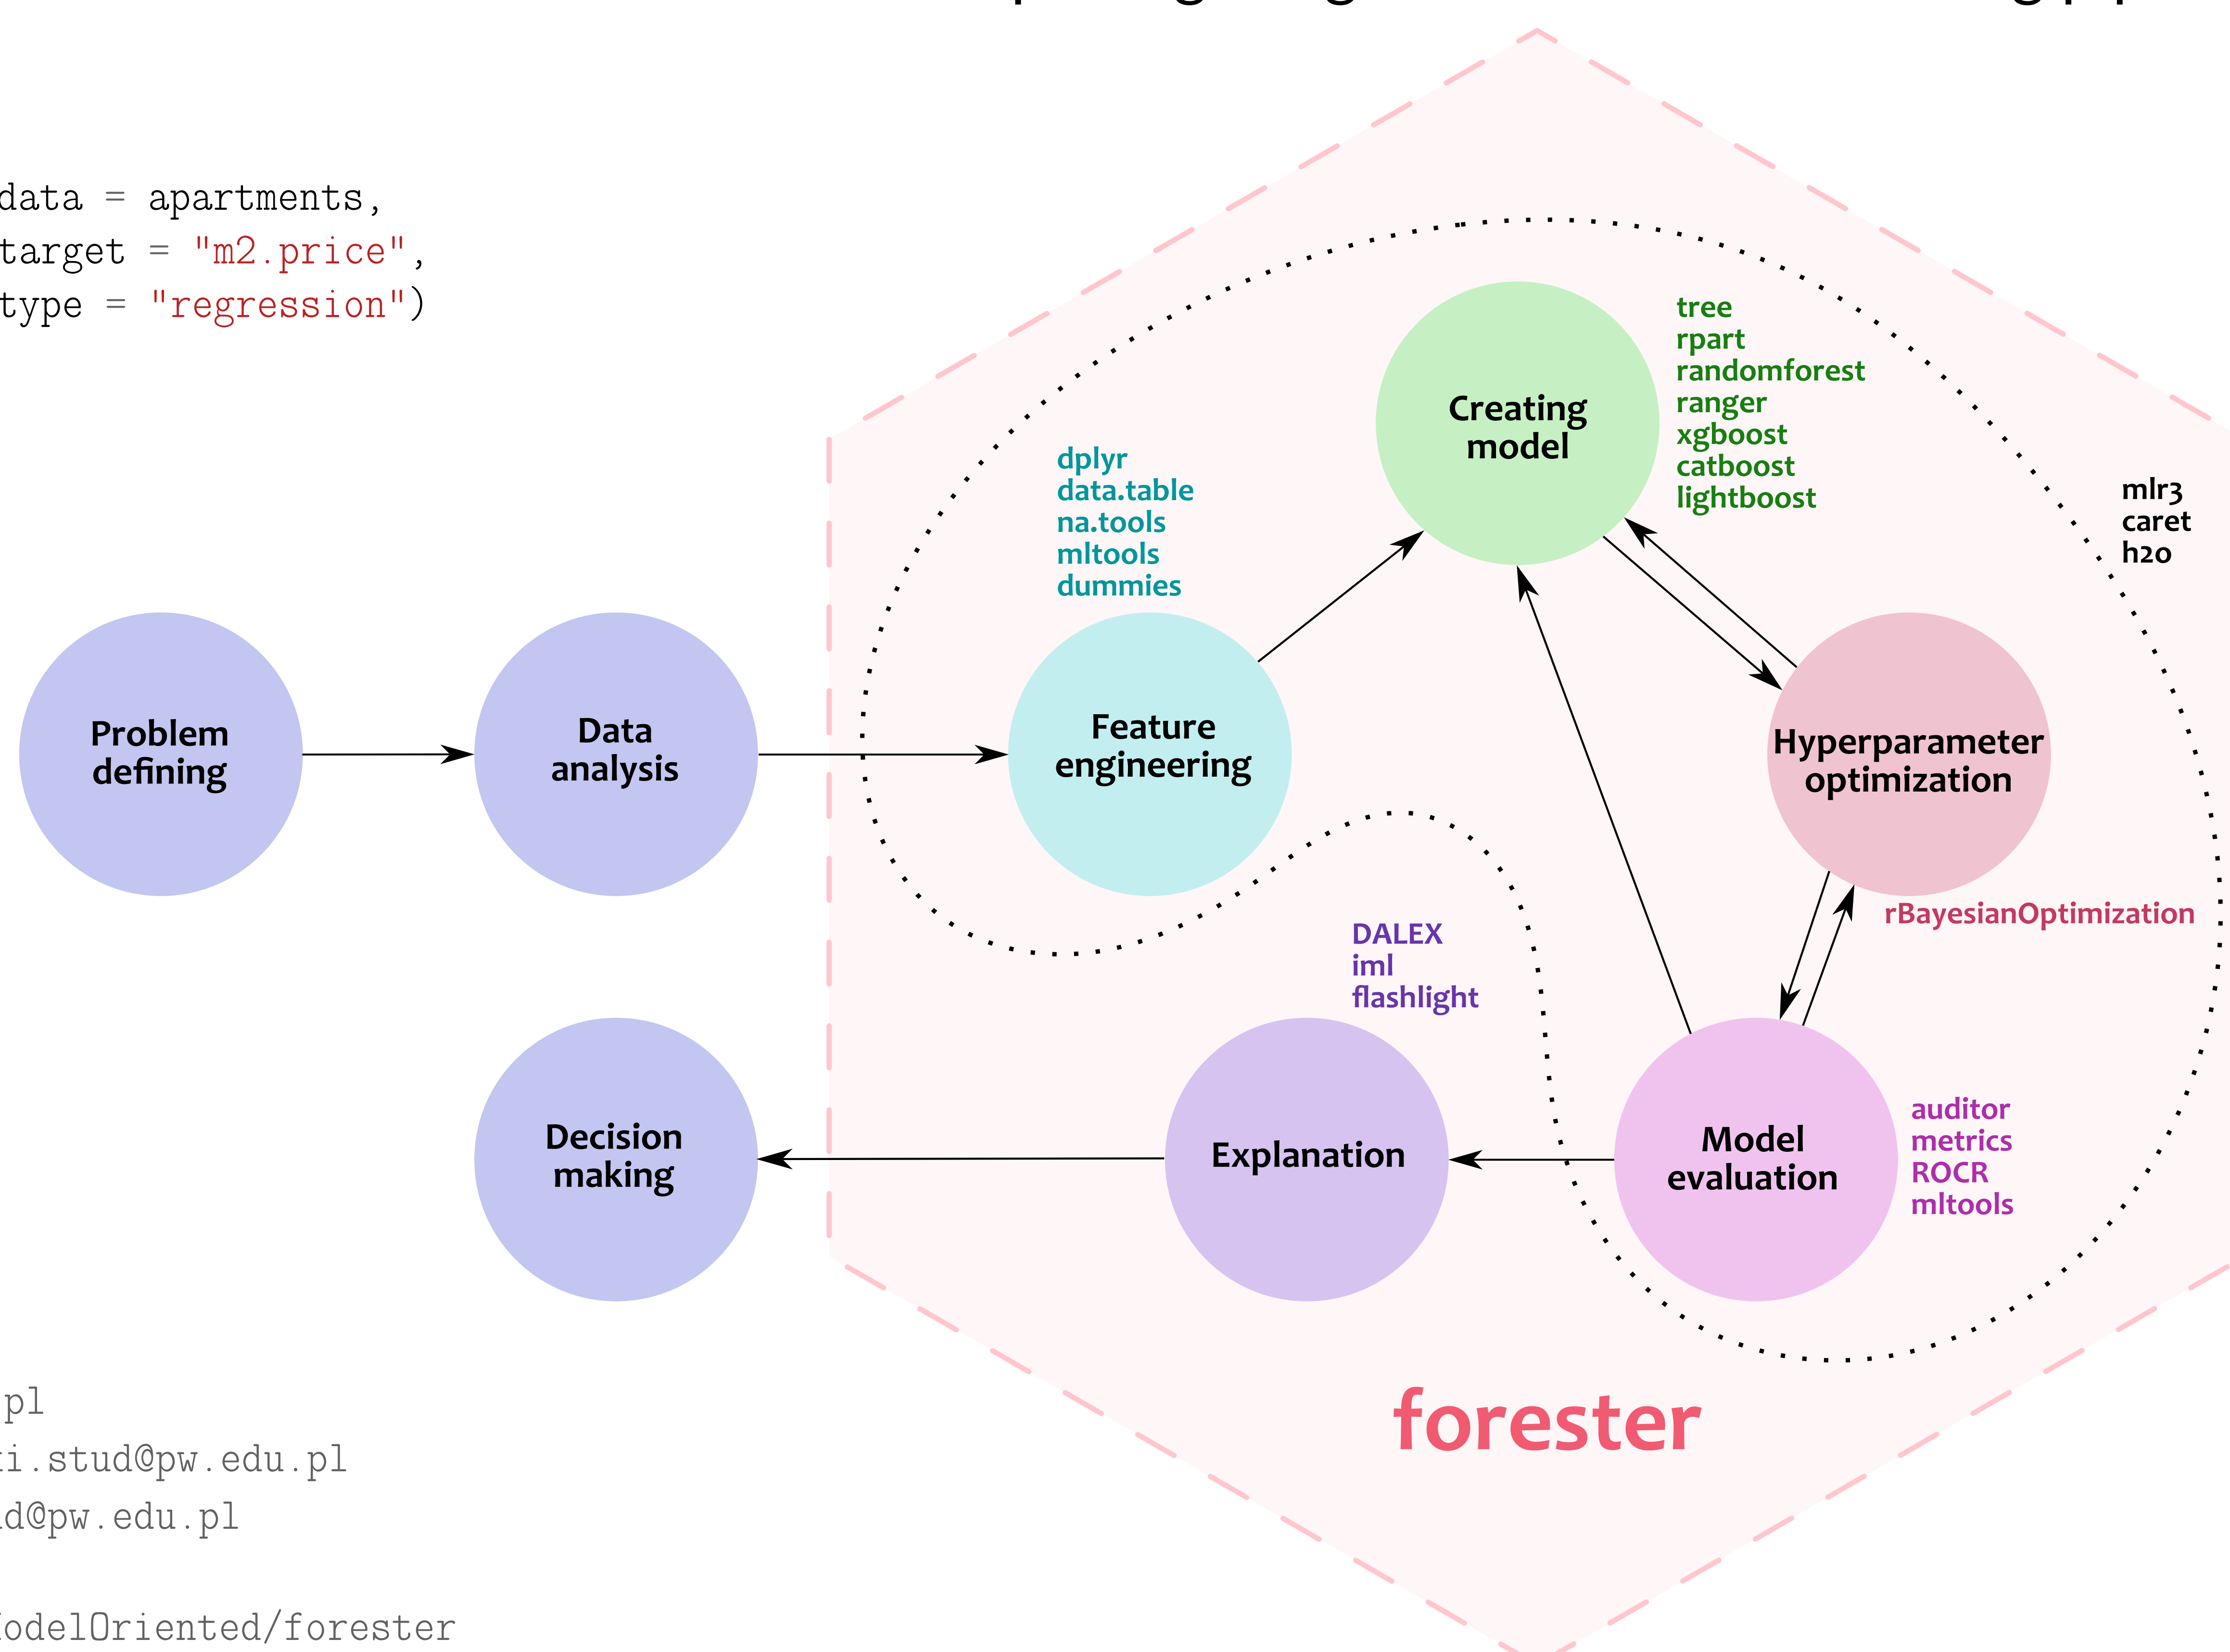 data = apartments,
target = "m2.price",
type = "regression")
Creating
model
tree
rpart
randomforest
ranger
xgboost
catboost
lightboost
dplyr
data.table
na.tools
mltools
dummies
mlr3
caret
h2o
Problem
defining
Data
analysis
Feature
engineering
Hyperparameter
optimization
rBayesianOptimization
DALEX
iml
flashlight
Decision
making
Explanation
Model
evaluation
auditor
metrics
ROCR
mltools
forester
pl
i.stud@pw.edu.pl
d@pw.edu.pl
odelOriented/forester